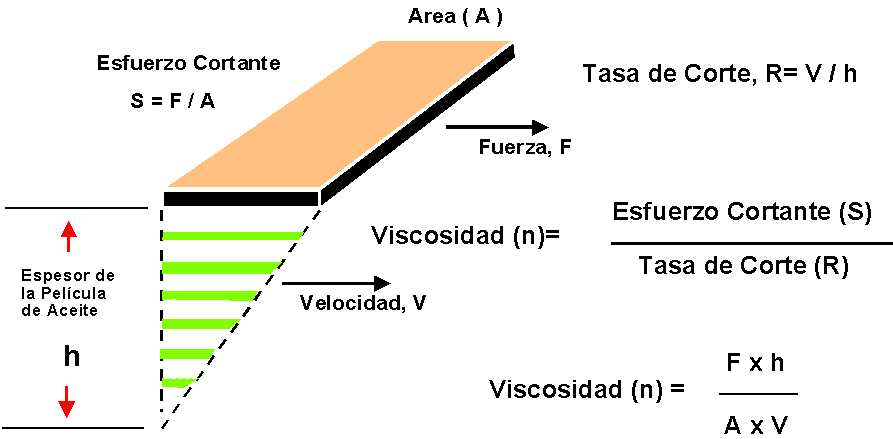 Area ( A )
Esfuerzo Cortante
S = F / A
Tasa de Corte, R= V / h
Fuerza, F
Viscosidad (n)=
Esfuerzo Cortante (S)
Tasa de Corte (R)
Espesor de
la Película
de Aceite
h
Velocidad, V
Viscosidad (n) =
F x h
A x V